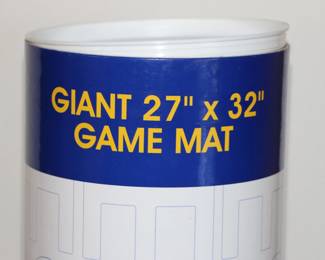 GIANT 27" x 32"
GAME MAT